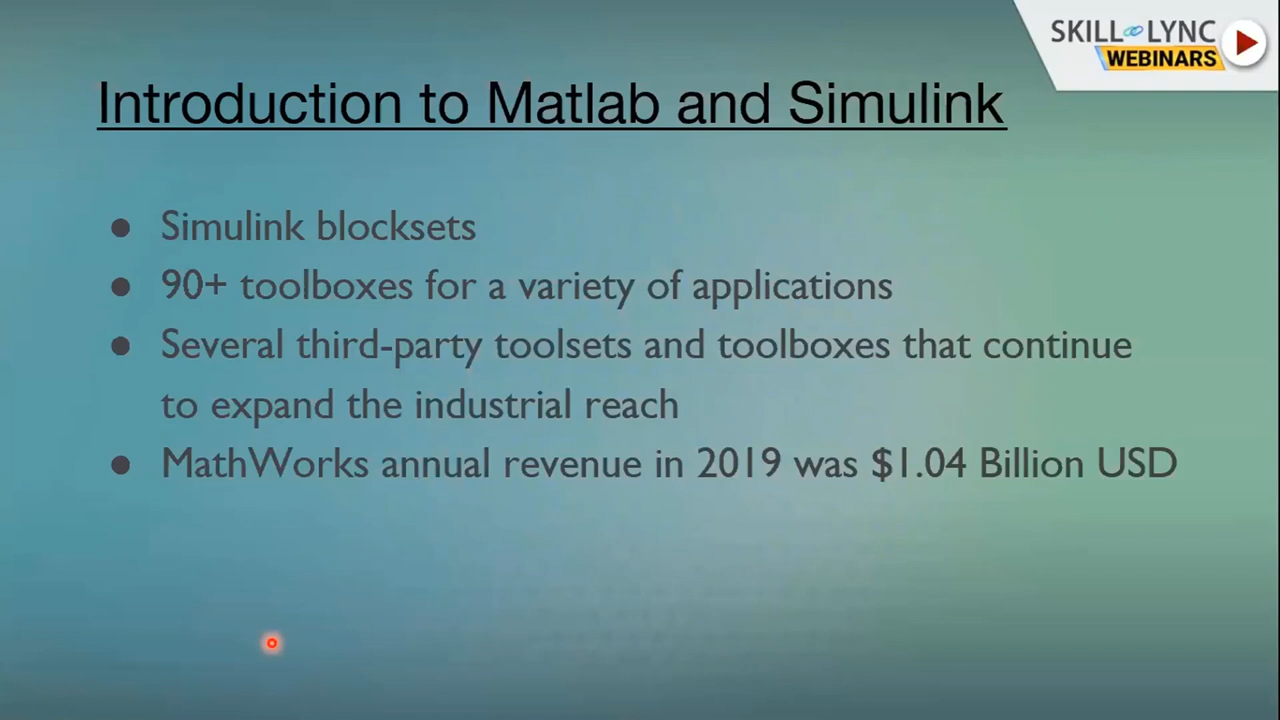 SKILL LYNC
WEBINARS
Introduction to Matlab and Simulink
● Simulink blocksets
● 90+ toolboxes for a variety of applications
● Several third-party toolsets and toolboxes that continue
to expand the industrial reach
● MathWorks annual revenue in 2019 was $1.04 Billion USD